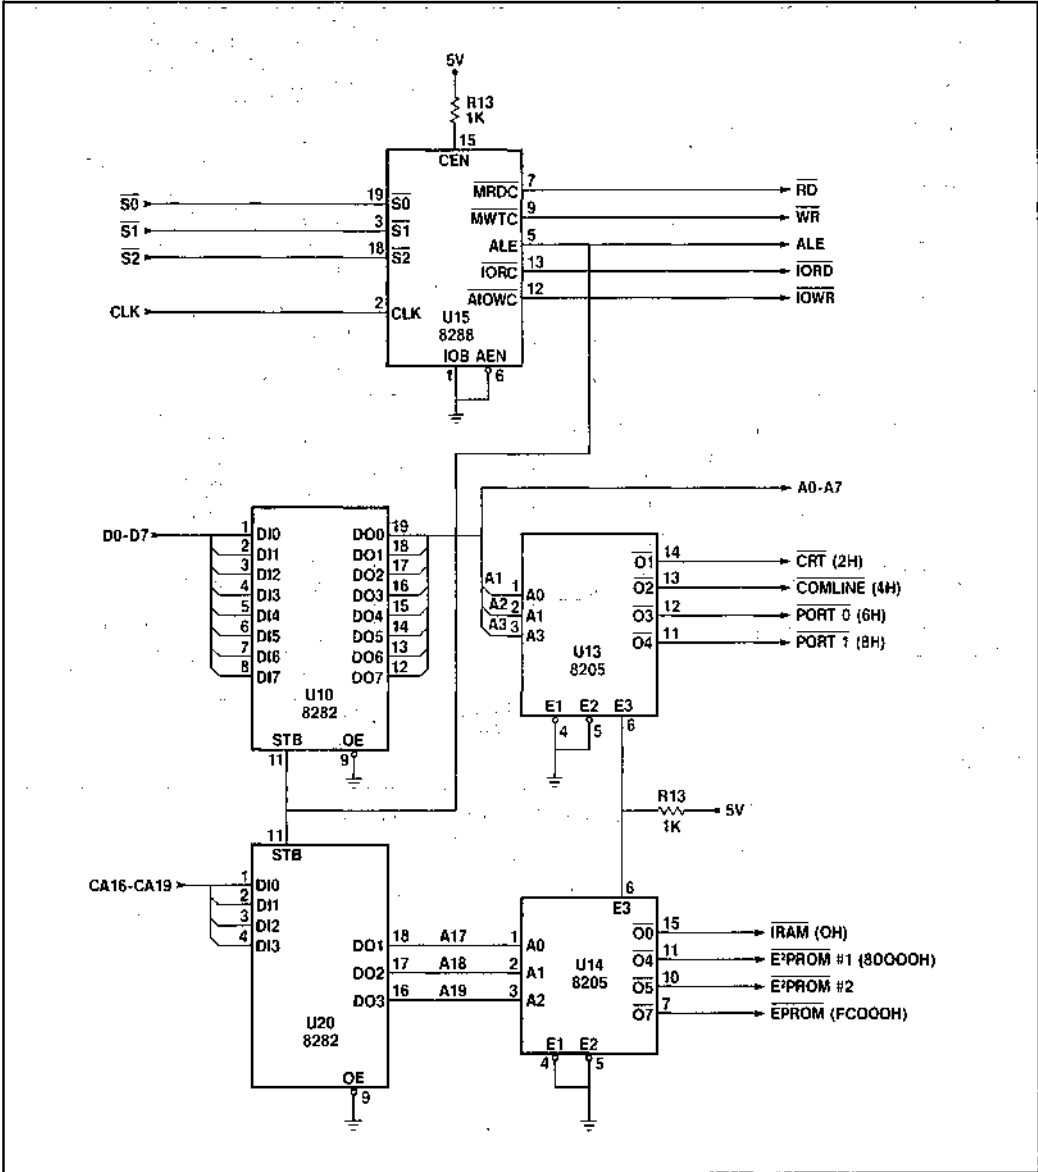 5V
R13
1K
15
CEN
S0 19 S0
S1 3 S1
S2 18 S2
CLK 2 CLK
MRDC 7 RD
MWTC 9 WR
ALE 5 ALE
IORC 13 IORD
AIOWC 12 IOWR
U15
8288
IOB AEN
1 6
A0-A7
D0-D7
1 DI0
2 DI1
3 DI2
4 DI3
5 DI4
6 DI5
7 DI6
8 DI7
DO0 19
DO1 18
DO2 17
DO3 16
DO4 15
DO5 14
DO6 13
DO7 12
U10
8282
STB OE
11 9
A1 1 A0
A2 2 A1
A3 3 A3
O1 14 CRT (2H)
O2 13 COMLINE (4H)
O3 12 PORT 0 (6H)
O4 11 PORT 1 (8H)
U13
8205
E1 E2 E3
4 5 6
R13
1K
5V
11
STB
CA16-CA19
1 DI0
2 DI1
3 DI2
4 DI3
DO1 18 A17 1 A0
DO2 17 A18 2 A1
DO3 16 A19 3 A2
U20
8282
OE
9
6
E3
O0 15 IRAM (OH)
O4 11 E²PROM #1 (80000H)
O5 10 E²PROM #2
O7 7 EPROM (FC000H)
U14
8205
E1 E2
4 5